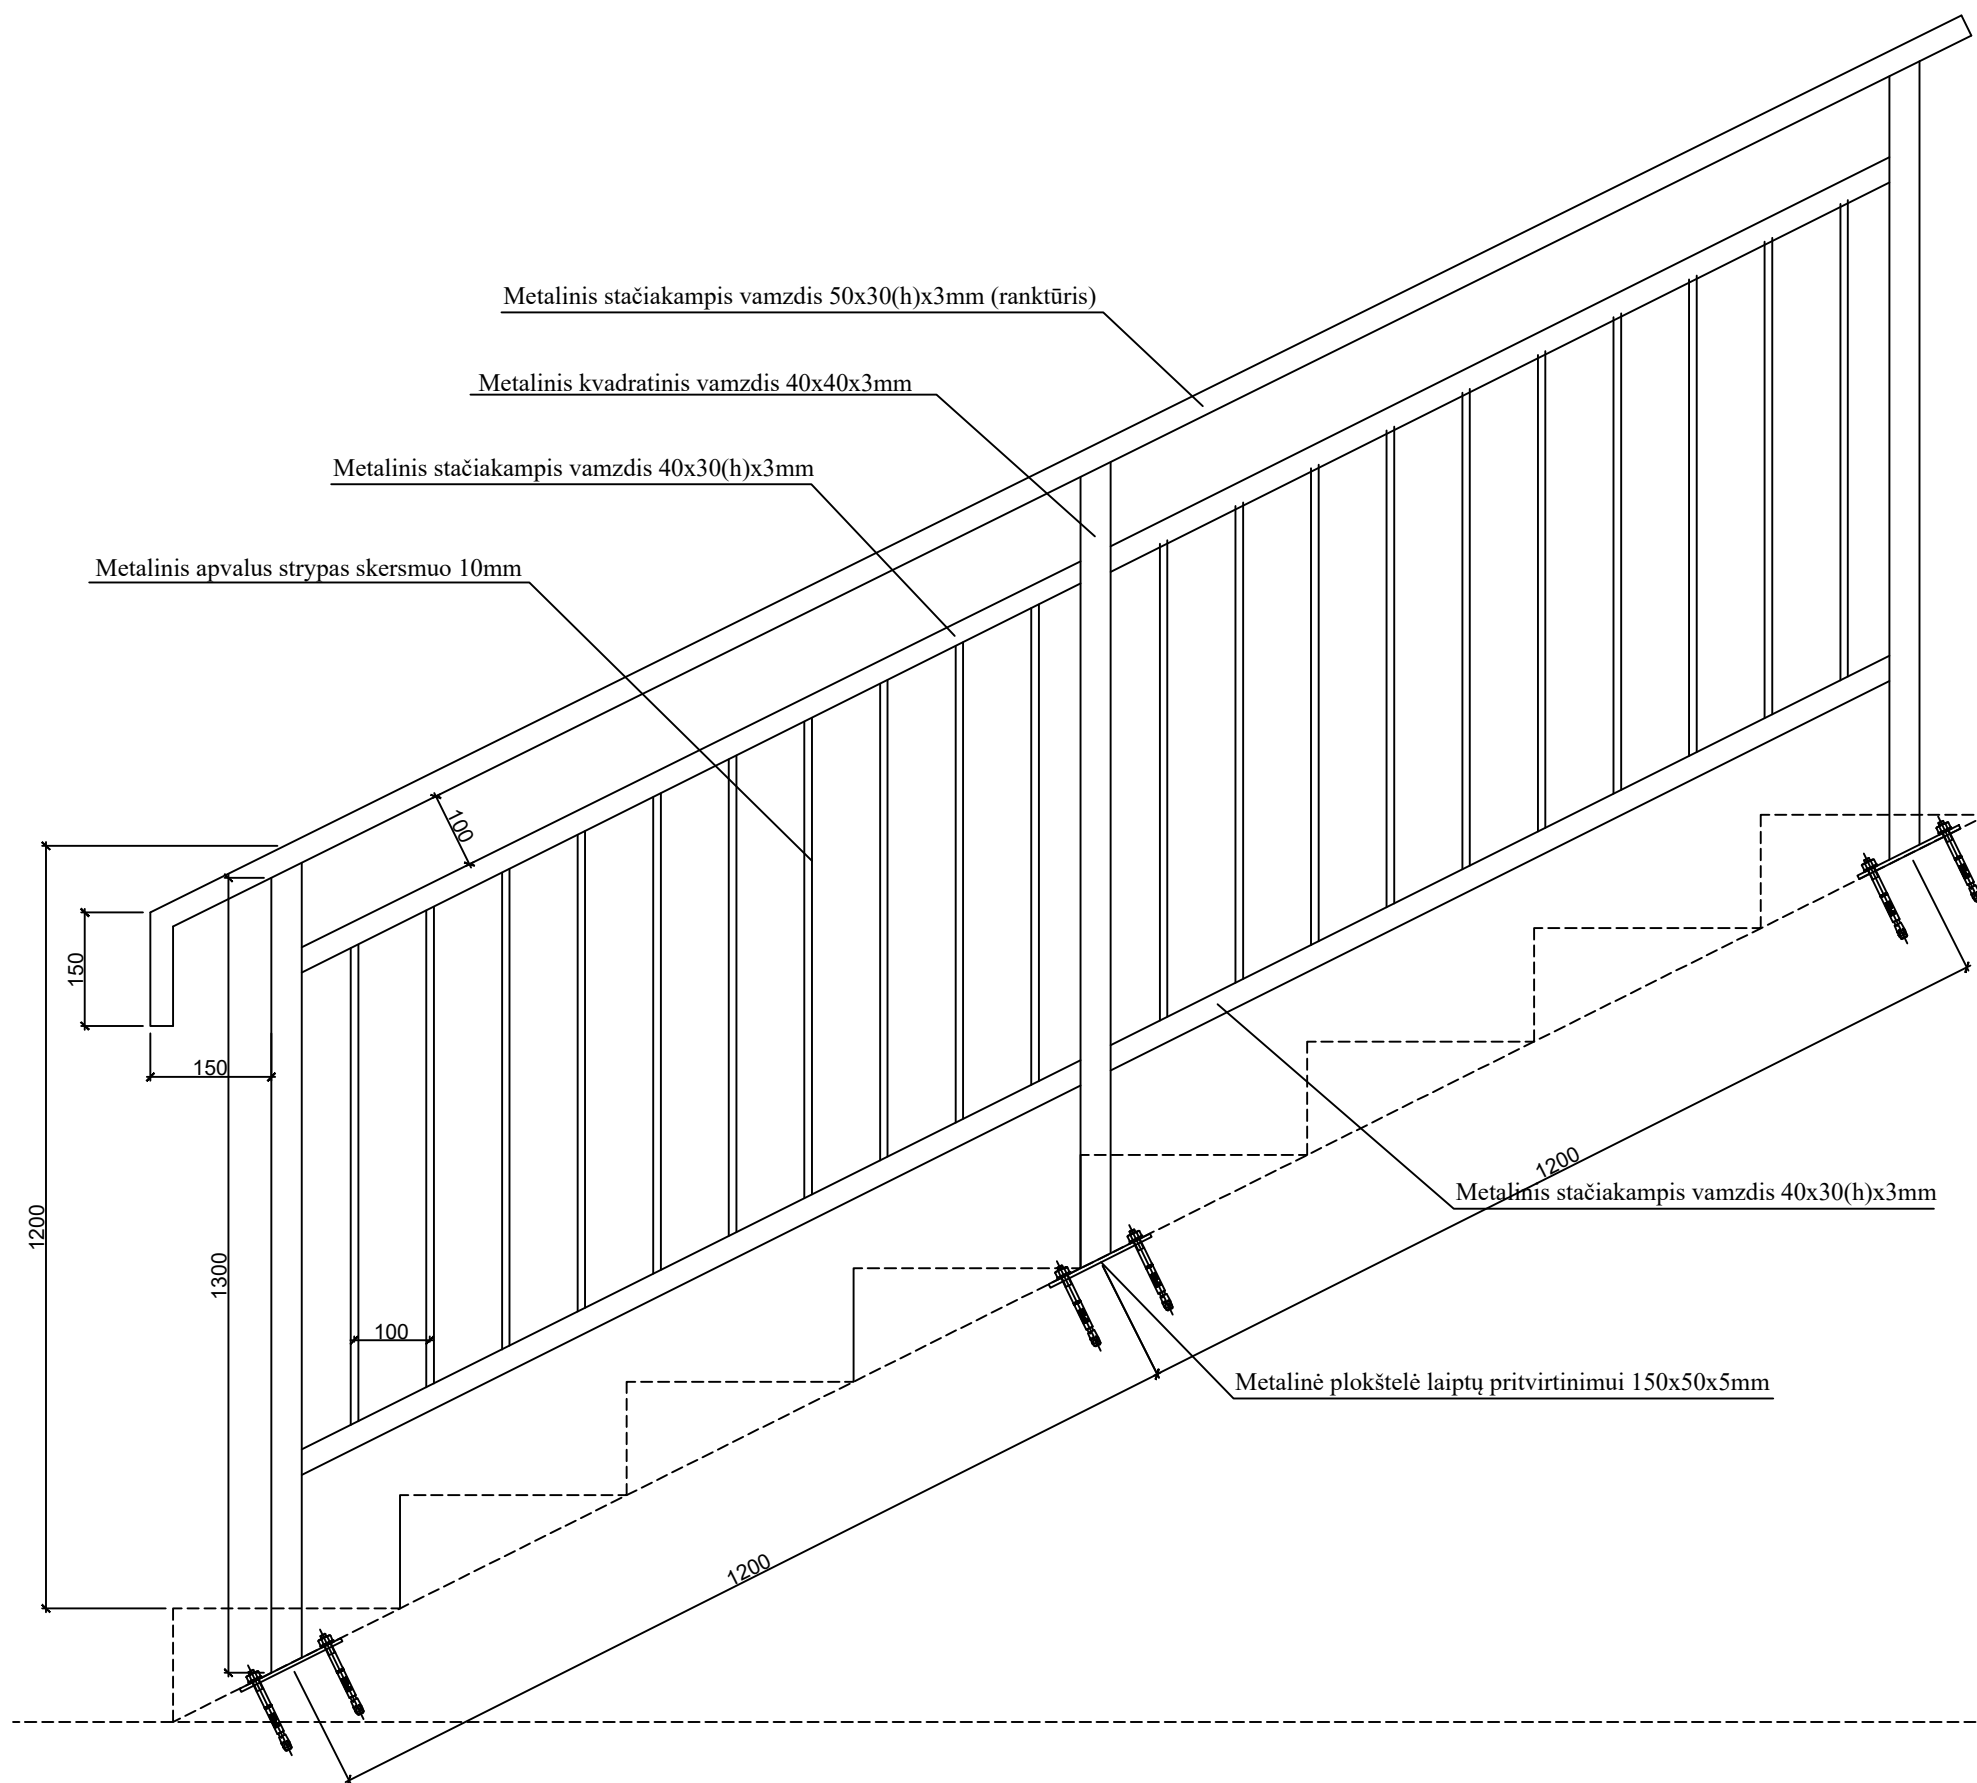 Metalinis stačiakampis vamzdis 50x30(h)x3mm (ranktūris)
Metalinis kvadratinis vamzdis 40x40x3mm
Metalinis stačiakampis vamzdis 40x30(h)x3mm
Metalinis apvalus strypas skersmuo 10mm
100
150
150
1200
1300
100
1200
Metalinis stačiakampis vamzdis 40x30(h)x3mm
Metalinė plokštelė laiptų pritvirtinimui 150x50x5mm
1200